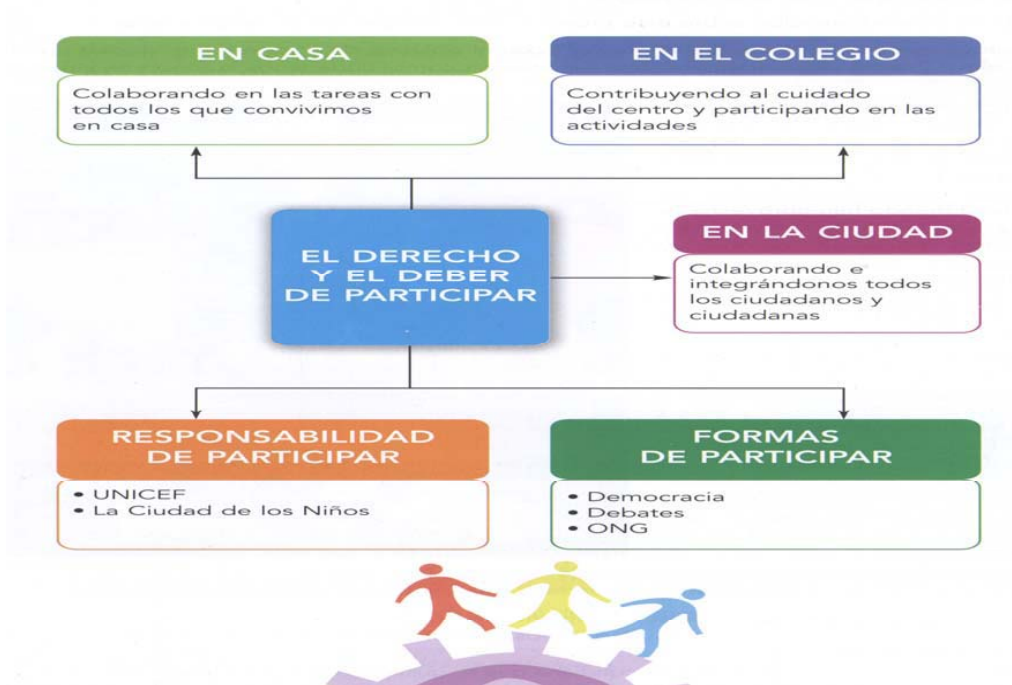 EN CASA
Colaborando en las tareas con
todos los que convivimos
en casa
EN EL COLEGIO
Contribuyendo al cuidado
del centro y participando en las
actividades
EL DERECHO
Y EL DEBER
DE PARTICIPAR
EN LA CIUDAD
Colaborando e
integrándonos todos
los ciudadanos y
ciudadanas
RESPONSABILIDAD
DE PARTICIPAR
• UNICEF
• La Ciudad de los Niños
FORMAS
DE PARTICIPAR
• Democracia
• Debates
• ONG